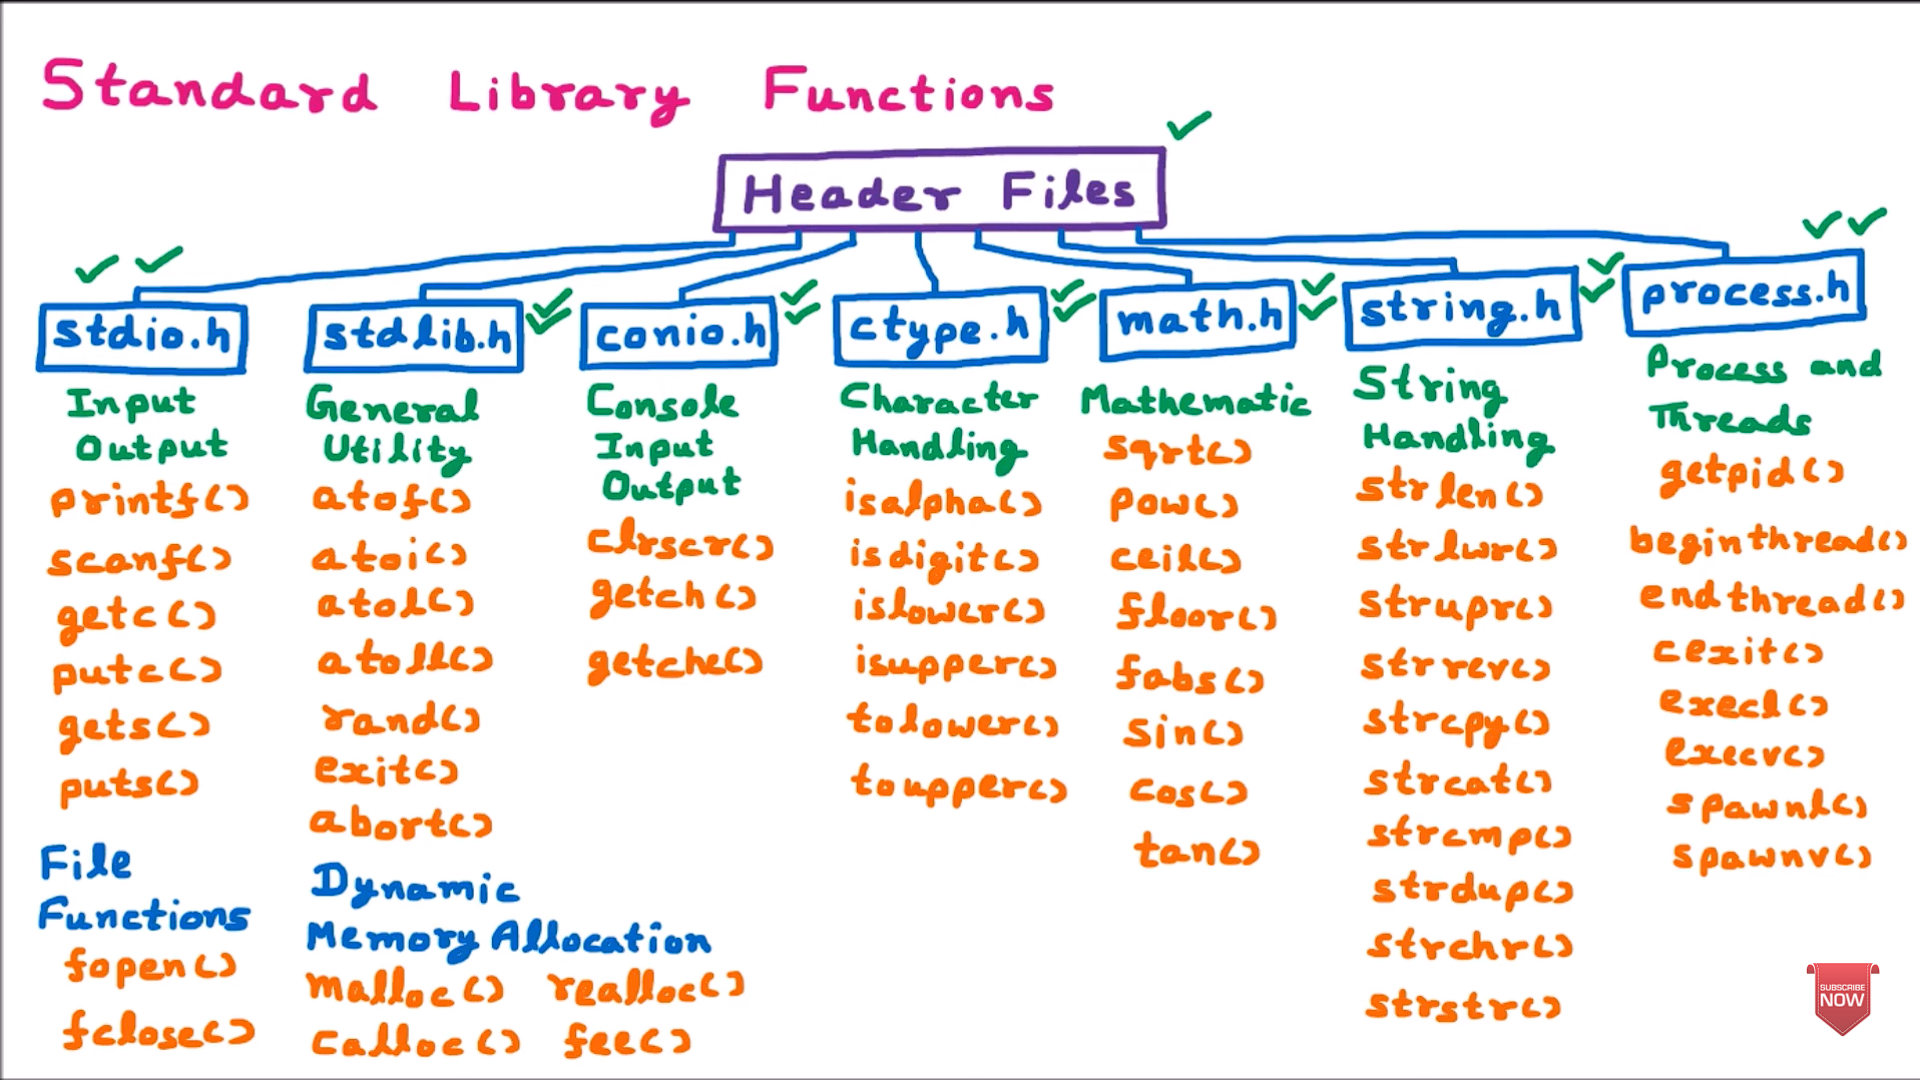 Standard Library Functions
Header Files
stdio.h
Input
Output
printf()
scanf()
getc()
putc()
gets()
puts()
File
Functions
fopen()
fclose()
stdlib.h
General
Utility
atof()
atoi()
atol()
atoll()
rand()
exit()
abort()
Dynamic
Memory Allocation
malloc() realloc()
calloc() fee()
conio.h
Console
Input
Output
clrscr()
getch()
getche()
ctype.h
Character
Handling
isalpha()
isdigit()
islower()
isupper()
tolower()
toupper()
math.h
Mathematic
sqrt()
pow()
ceil()
floor()
fabs()
sin()
cos()
tan()
string.h
String
Handling
strlen()
strlwr()
strupr()
strrev()
strcpy()
strcat()
strcmp()
strdup()
strchr()
strstr()
process.h
Process and
Threads
getpid()
beginthread()
endthread()
cexit()
execl()
execv()
spawnl()
spawnv()
SUBSCRIBE
NOW